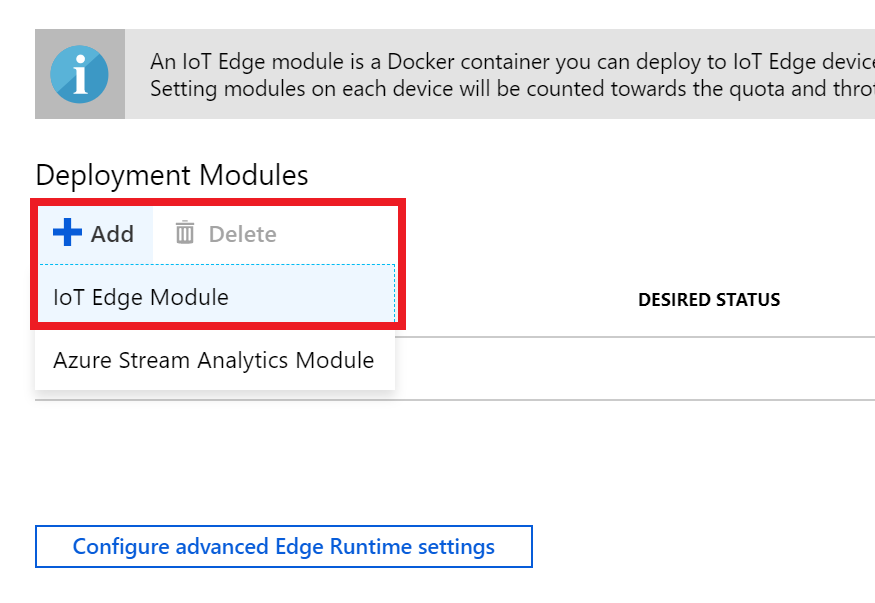 An IoT Edge module is a Docker container you can deploy to IoT Edge
Setting modules on each device will be counted towards the quota and
Deployment Modules
Add Delete
IoT Edge Module
DESIRED STATUS
Azure Stream Analytics Module
Configure advanced Edge Runtime settings